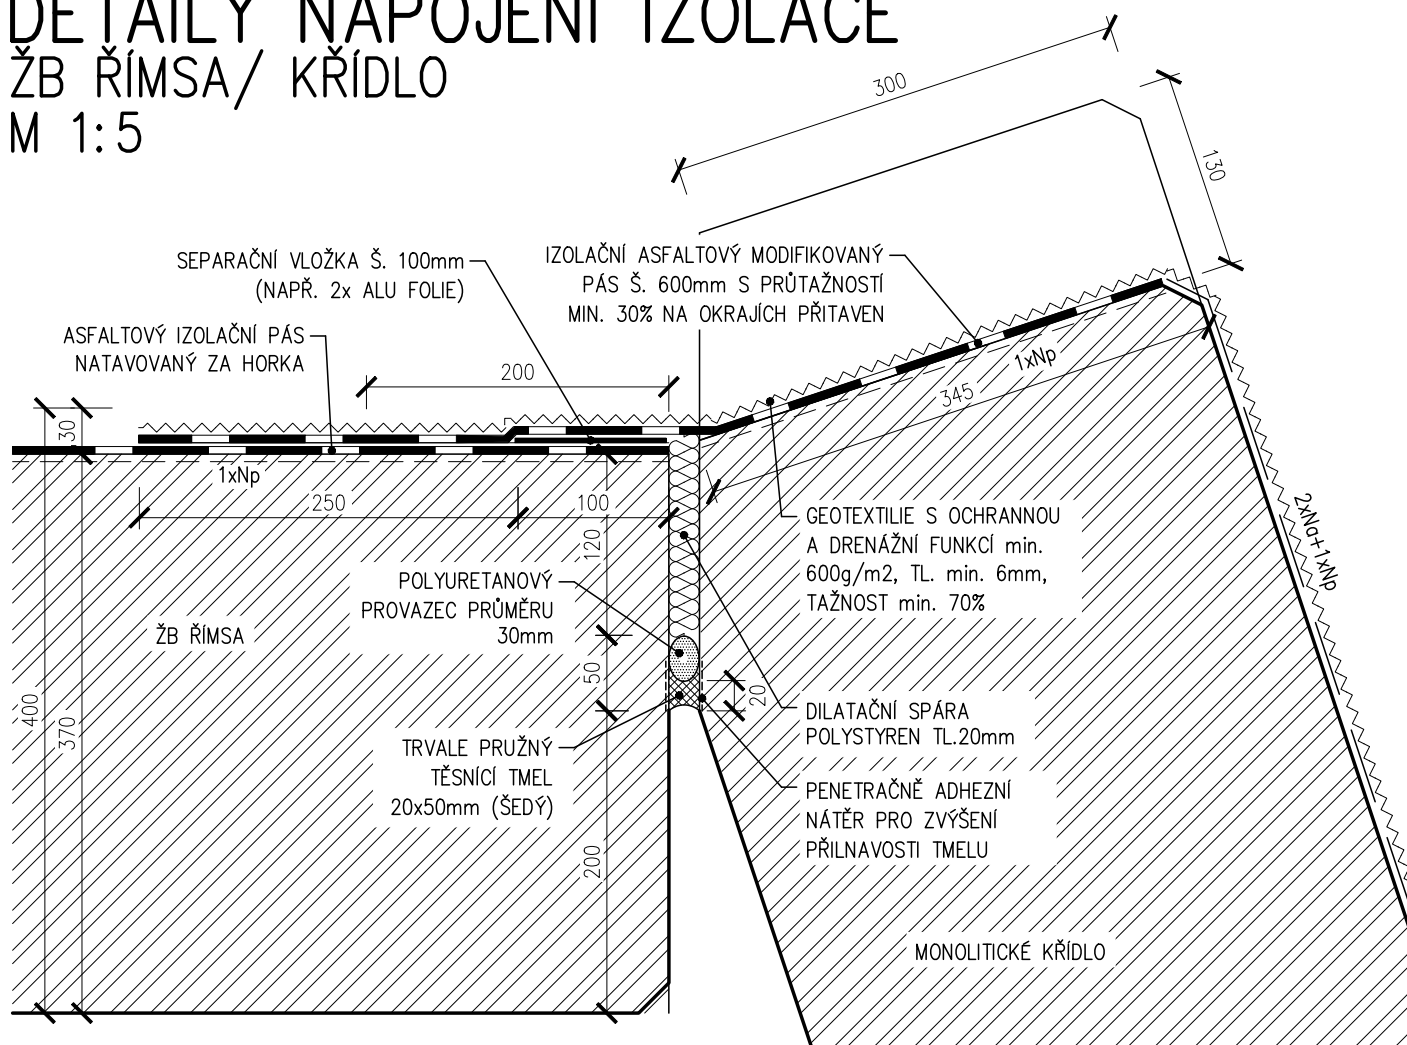 DETAILY NAPOJENÍ IZOLACE
ŽB ŘÍMSA/ KŘÍDLO
M 1:5
300
130
SEPARAČNÍ VLOŽKA Š. 100mm
(NAPŘ. 2x ALU FOLIE)
IZOLAČNÍ ASFALTOVÝ MODIFIKOVANÝ
PÁS Š. 600mm S PRŮTAŽNOSTÍ
MIN. 30% NA OKRAJÍCH PŘITAVEN
ASFALTOVÝ IZOLAČNÍ PÁS
NATAVOVANÝ ZA HORKA
200
1xNp
345
30
1xNp
250
100
120
GEOTEXTILIE S OCHRANNOU
A DRENÁŽNÍ FUNKCÍ min.
600g/m2, TL. min. 6mm,
TAŽNOST min. 70%
2xNa+1xNp
POLYURETANOVÝ
PROVAZEC PRŮMĚRU
30mm
ŽB ŘÍMSA
50
20
400
370
DILATAČNÍ SPÁRA
POLYSTYREN TL.20mm
TRVALE PRUŽNÝ
TĚSNÍCÍ TMEL
20x50mm (ŠEDÝ)
PENETRAČNĚ ADHEZNÍ
NÁTĚR PRO ZVÝŠENÍ
PŘILNAVOSTI TMELU
200
MONOLITICKÉ KŘÍDLO